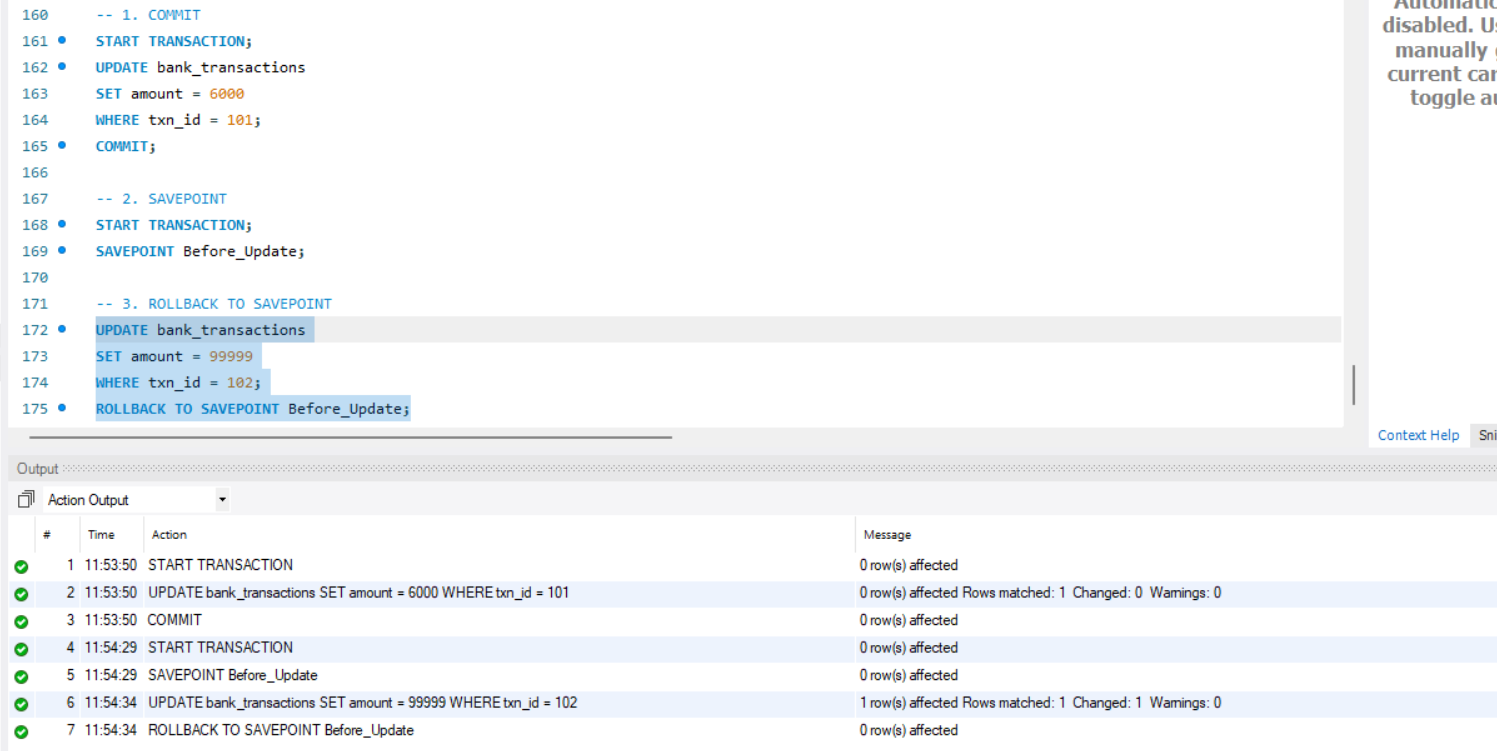 160 -- 1. COMMIT
161 START TRANSACTION;
162 UPDATE bank_transactions
163 SET amount = 6000
164 WHERE txn_id = 101;
165 COMMIT;
166
167 -- 2. SAVEPOINT
168 START TRANSACTION;
169 SAVEPOINT Before_Update;
170
171 -- 3. ROLLBACK TO SAVEPOINT
172 UPDATE bank_transactions
173 SET amount = 99999
174 WHERE txn_id = 102;
175 ROLLBACK TO SAVEPOINT Before_Update;
Automatic
disabled. Us
manually
current car
toggle au
Context Help Sni
Output
Action Output
# Time Action Message
1 11:53:50 START TRANSACTION 0 row(s) affected
2 11:53:50 UPDATE bank_transactions SET amount = 6000 WHERE txn_id = 101 0 row(s) affected Rows matched: 1 Changed: 0 Warnings: 0
3 11:53:50 COMMIT 0 row(s) affected
4 11:54:29 START TRANSACTION 0 row(s) affected
5 11:54:29 SAVEPOINT Before_Update 0 row(s) affected
6 11:54:34 UPDATE bank_transactions SET amount = 99999 WHERE txn_id = 102 1 row(s) affected Rows matched: 1 Changed: 1 Warnings: 0
7 11:54:34 ROLLBACK TO SAVEPOINT Before_Update 0 row(s) affected